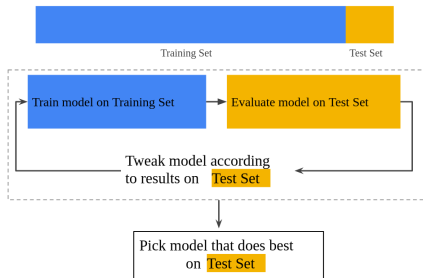 Training Set
Test Set
Train model on Training Set
Evaluate model on Test Set
Tweak model according
to results on Test Set
Pick model that does best
on Test Set